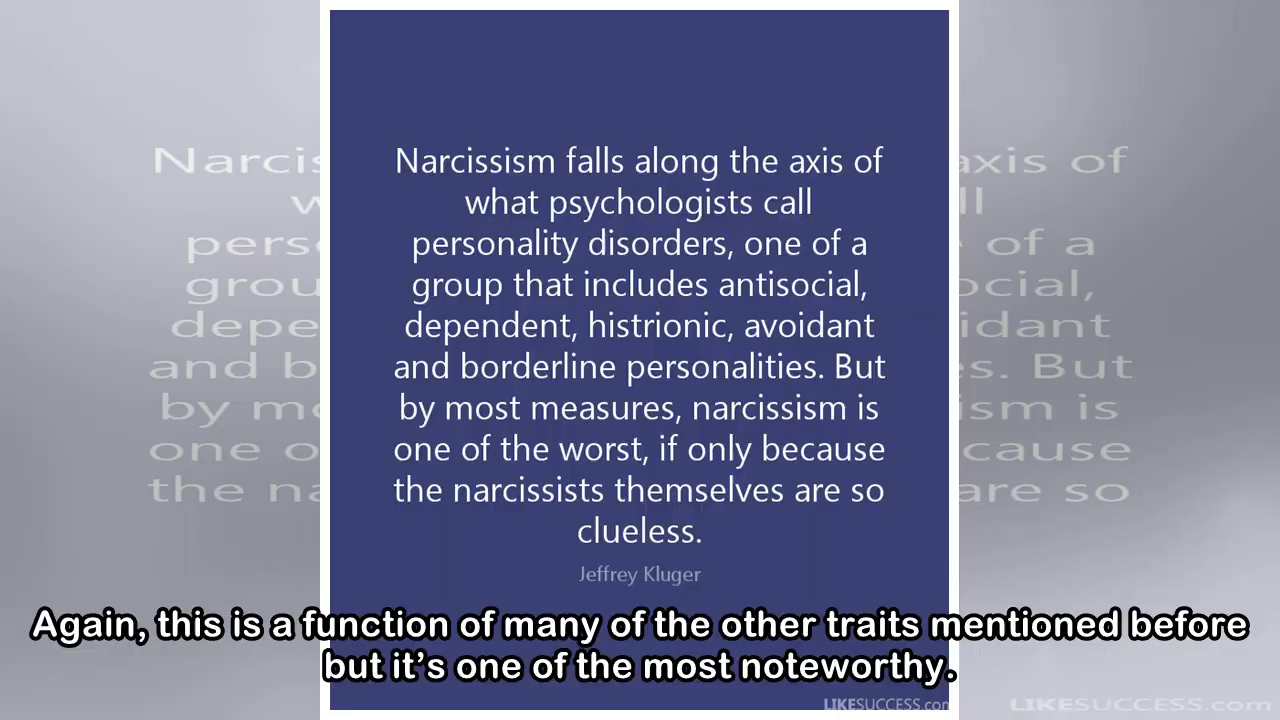 Narcissism falls along the axis of
what psychologists call
personality disorders, one of a
group that includes antisocial,
dependent, histrionic, avoidant
and borderline personalities. But
by most measures, narcissism is
one of the worst, if only because
the narcissists themselves are so
clueless.
Jeffrey Kluger
Again, this is a function of many of the other traits mentioned before
but it’s one of the most noteworthy.
LIKESUCCESS.com
LIKESUCCESS.com